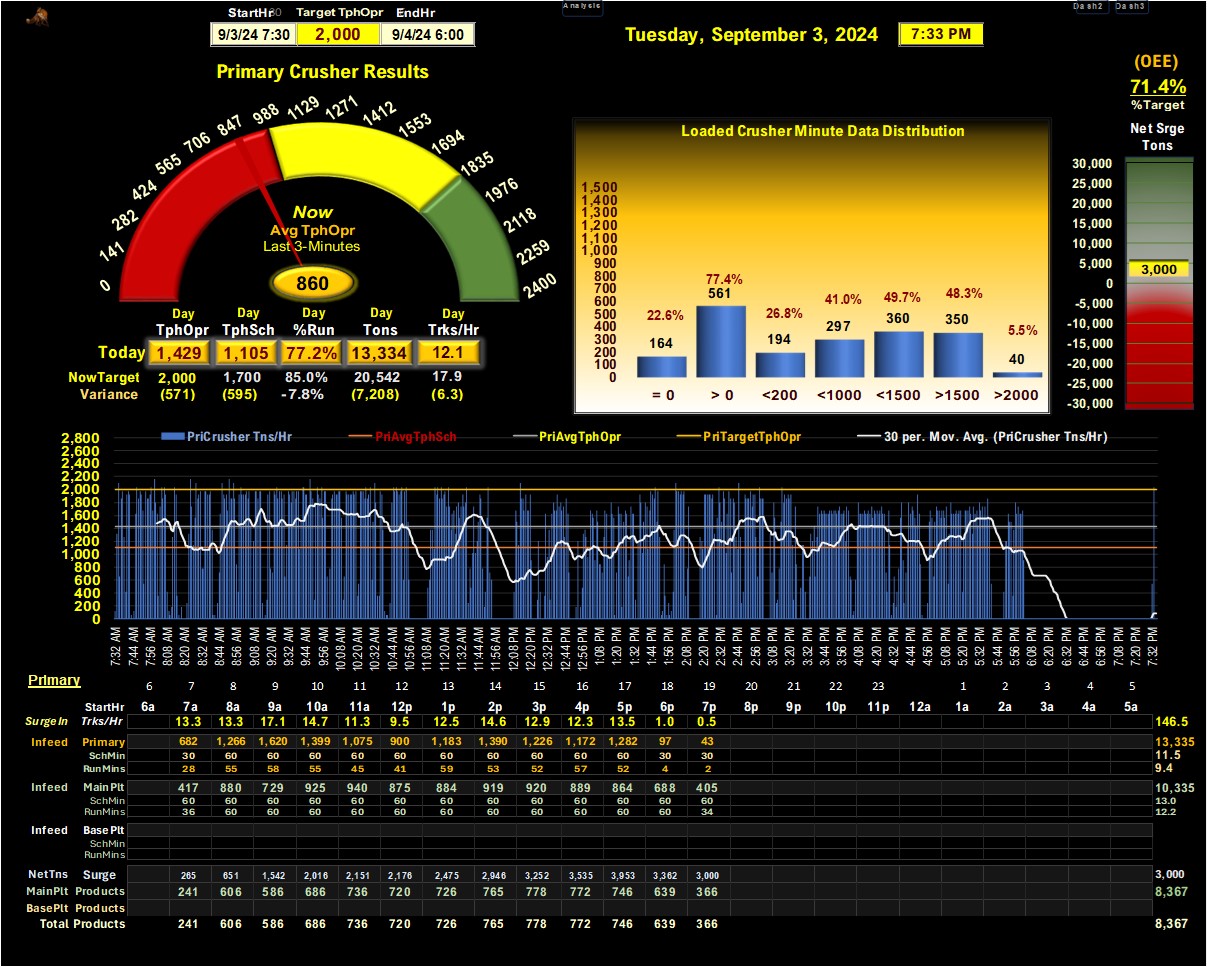 StartHr Target TphOpr EndHr
9/3/24 7:30 2,000 9/4/24 6:00
Analysis
Dash2 Dash3
Tuesday, September 3, 2024 7:33 PM
(OEE)
71.4%
%Target
Net Srge
Tons
Primary Crusher Results
0 141 282 424 565 706 847 988 1129 1271 1412 1553 1694 1835 1976 2118 2259 2400
Now
Avg TphOpr
Last 3-Minutes
860
Day Day Day Day Day
TphOpr TphSch %Run Tons Trks/Hr
Today 1,429 1,105 77.2% 13,334 12.1
NowTarget 2,000 1,700 85.0% 20,542 17.9
Variance (571) (595) -7.8% (7,208) (6.3)
Loaded Crusher Minute Data Distribution
1,500
1,400
1,300
1,200
1,100
1,000
900
800
700
600
500
400
300
200
100
0
22.6% 77.4% 26.8% 41.0% 49.7% 48.3% 5.5%
164 561 194 297 360 350 40
= 0 > 0 <200 <1000 <1500 >1500 >2000
30,000
25,000
20,000
15,000
10,000
5,000
0
-5,000
-10,000
-15,000
-20,000
-25,000
-30,000
3,000
PriCrusher Tns/Hr PriAvgTphSch PriAvgTphOpr PriTargetTphOpr 30 per. Mov. Avg. (PriCrusher Tns/Hr)
2,800
2,600
2,400
2,200
2,000
1,800
1,600
1,400
1,200
1,000
800
600
400
200
0
7:32 AM 7:44 AM 7:56 AM 8:08 AM 8:20 AM 8:32 AM 8:44 AM 8:56 AM 9:08 AM 9:20 AM 9:32 AM 9:44 AM 9:56 AM 10:08 AM 10:20 AM 10:32 AM 10:44 AM 10:56 AM 11:08 AM 11:20 AM 11:32 AM 11:44 AM 11:56 AM 12:08 PM 12:20 PM 12:32 PM 12:44 PM 12:56 PM 1:08 PM 1:20 PM 1:32 PM 1:44 PM 1:56 PM 2:08 PM 2:20 PM 2:32 PM 2:44 PM 2:56 PM 3:08 PM 3:20 PM 3:32 PM 3:44 PM 3:56 PM 4:08 PM 4:20 PM 4:32 PM 4:44 PM 4:56 PM 5:08 PM 5:20 PM 5:32 PM 5:44 PM 5:56 PM 6:08 PM 6:20 PM 6:32 PM 6:44 PM 6:56 PM 7:08 PM 7:20 PM 7:32 PM
Primary
6 7 8 9 10 11 12 13 14 15 16 17 18 19 20 21 22 23 1 2 3 4 5
StartHr 6a 7a 8a 9a 10a 11a 12p 1p 2p 3p 4p 5p 6p 7p 8p 9p 10p 11p 12a 1a 2a 3a 4a 5a
SurgeIn Trks/Hr 13.3 13.3 17.1 14.7 11.3 9.5 12.5 14.6 12.9 12.3 13.5 1.0 0.5 146.5
Infeed Primary 682 1,266 1,620 1,399 1,075 900 1,183 1,390 1,226 1,172 1,282 97 43 13,335
SchMin 30 60 60 60 60 60 60 60 60 60 60 30 30 11.5
RunMins 28 55 58 55 45 41 59 53 52 57 52 4 2 9.4
Infeed MainPlt 417 880 729 925 940 875 884 919 920 889 864 688 405 10,335
SchMin 60 60 60 60 60 60 60 60 60 60 60 60 60 13.0
RunMins 36 60 60 60 60 60 60 60 60 60 60 60 34 12.2
Infeed Base Plt
SchMin
RunMins
NetTns Surge 265 651 1,542 2,016 2,151 2,176 2,475 2,946 3,252 3,535 3,953 3,362 3,000 3,000
MainPlt Products 241 606 586 686 736 720 726 765 778 772 746 639 366 8,367
BasePlt Products
Total Products 241 606 586 686 736 720 726 765 778 772 746 639 366 8,367